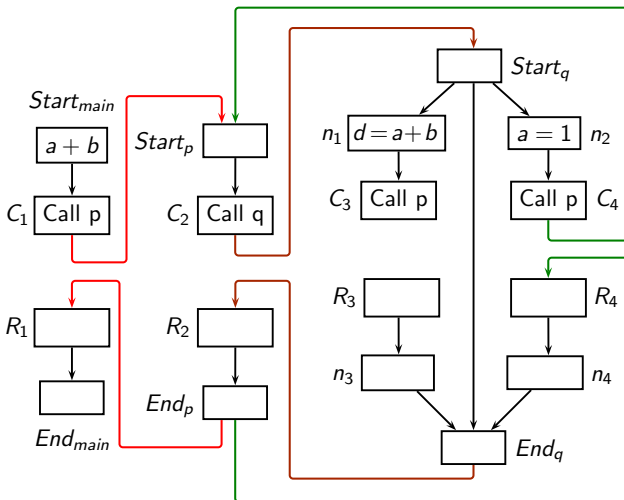 Start_q
Start_main
a + b
Start_p
n_1
d = a + b
a = 1
n_2
C_1
Call p
C_2
Call q
C_3
Call p
Call p
C_4
R_1
R_2
R_3
R_4
n_3
n_4
End_p
End_main
End_q